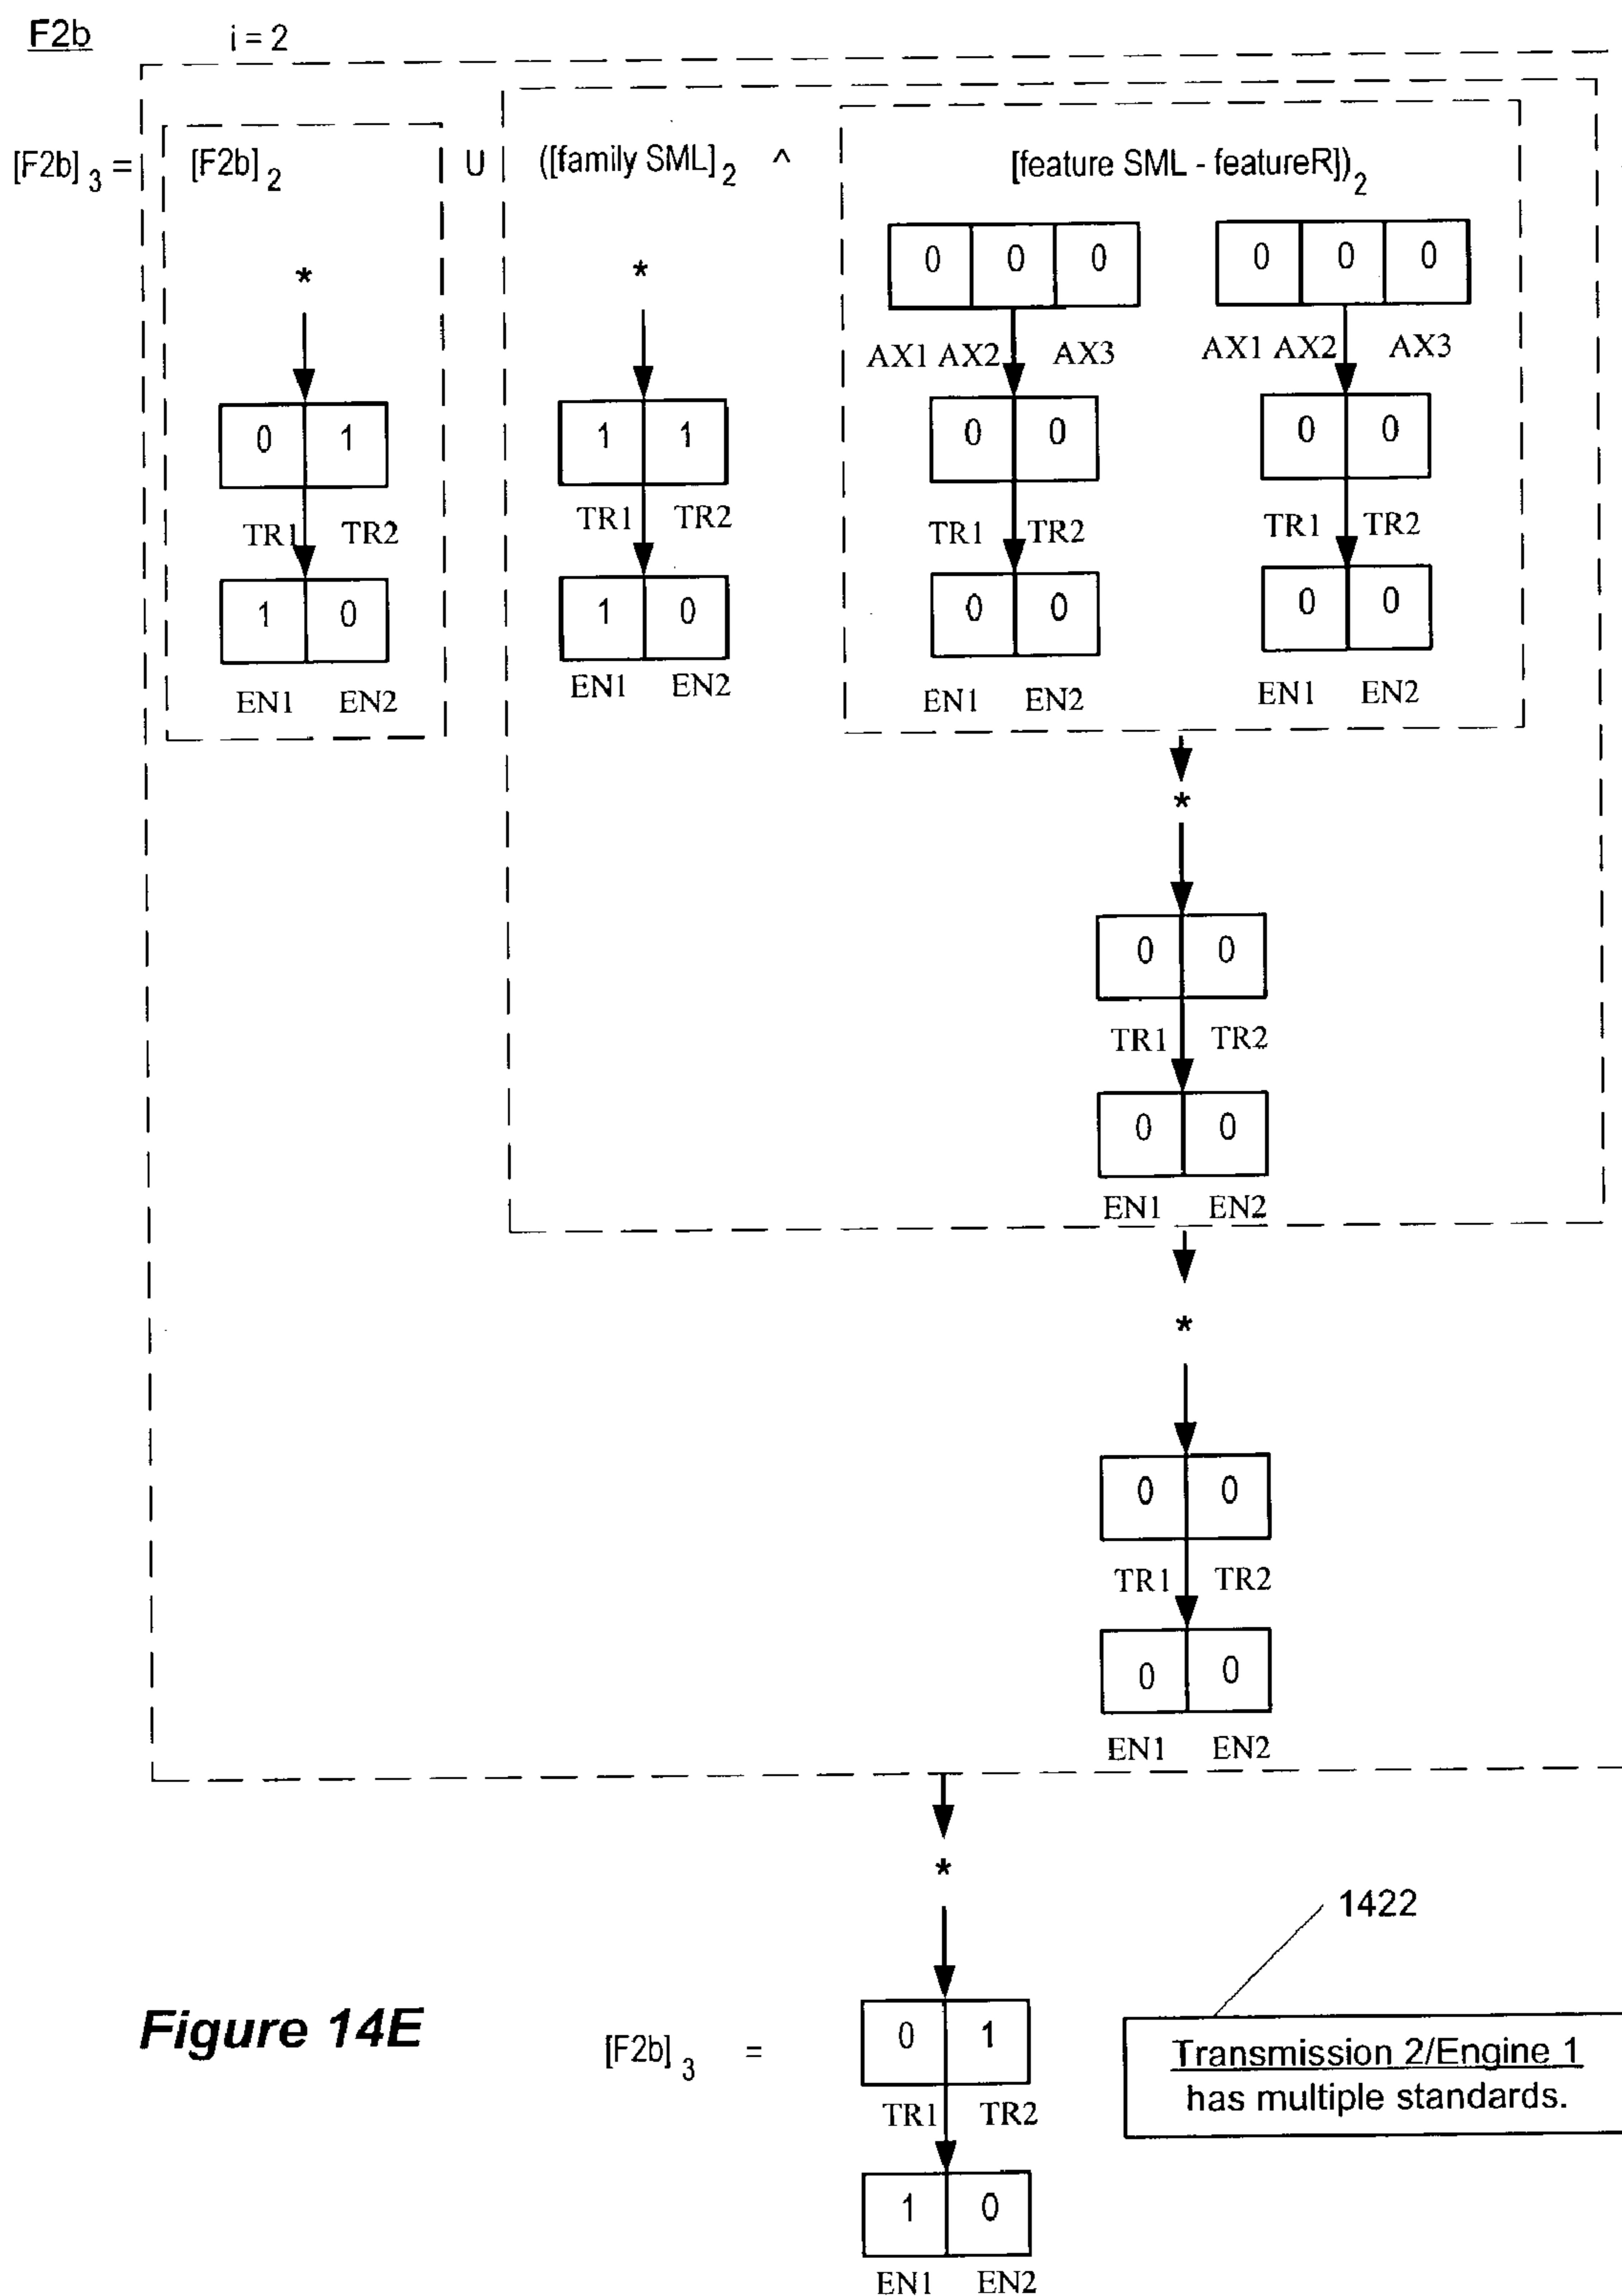 F2b i = 2
[F2b]3 = [F2b]2 U ([family SML]2 ^ [feature SML - featureR])2
* * 0 0 0 0 0 0
AX1 AX2 AX3 AX1 AX2 AX3
0 1 1 1 0 0 0 0
TR1 TR2 TR1 TR2 TR1 TR2 TR1 TR2
1 0 1 0 0 0 0 0
EN1 EN2 EN1 EN2 EN1 EN2 EN1 EN2
*
0 0
TR1 TR2
0 0
EN1 EN2
*
0 0
TR1 TR2
0 0
EN1 EN2
*
1422
Figure 14E [F2b]3 = 0 1
TR1 TR2
1 0
EN1 EN2
Transmission 2/Engine 1
has multiple standards.